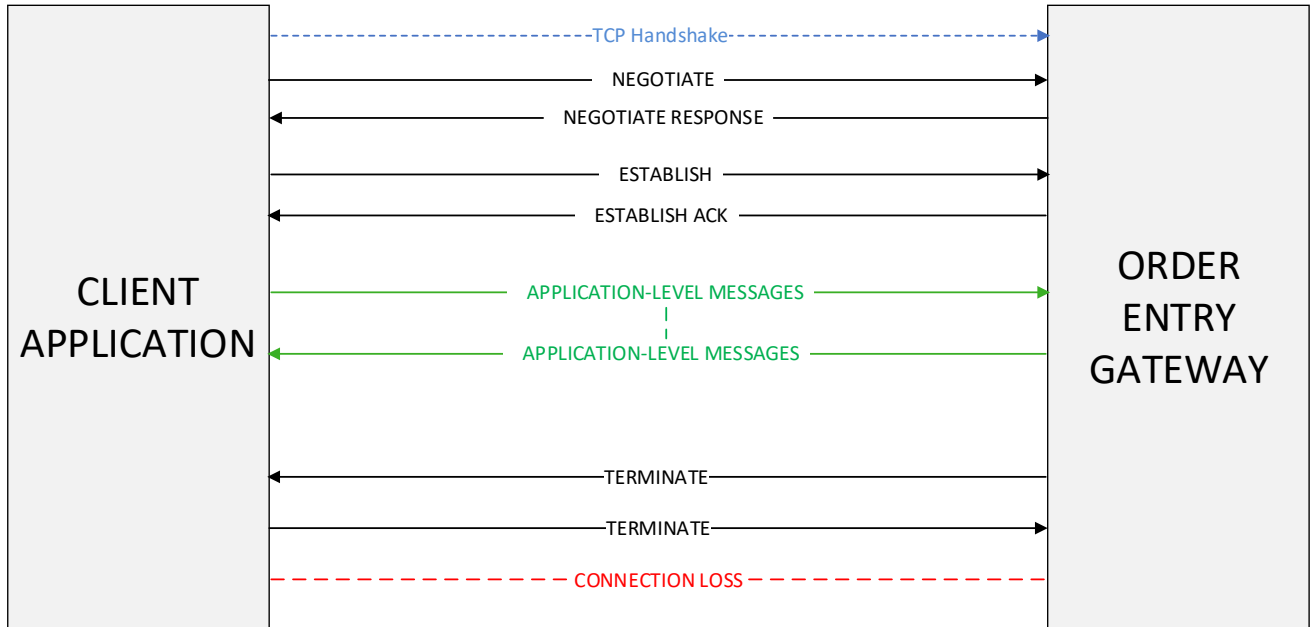 TCP Handshake
NEGOTIATE
NEGOTIATE RESPONSE
ESTABLISH
ESTABLISH ACK
CLIENT
APPLICATION
APPLICATION-LEVEL MESSAGES
APPLICATION-LEVEL MESSAGES
ORDER
ENTRY
GATEWAY
TERMINATE
TERMINATE
CONNECTION LOSS